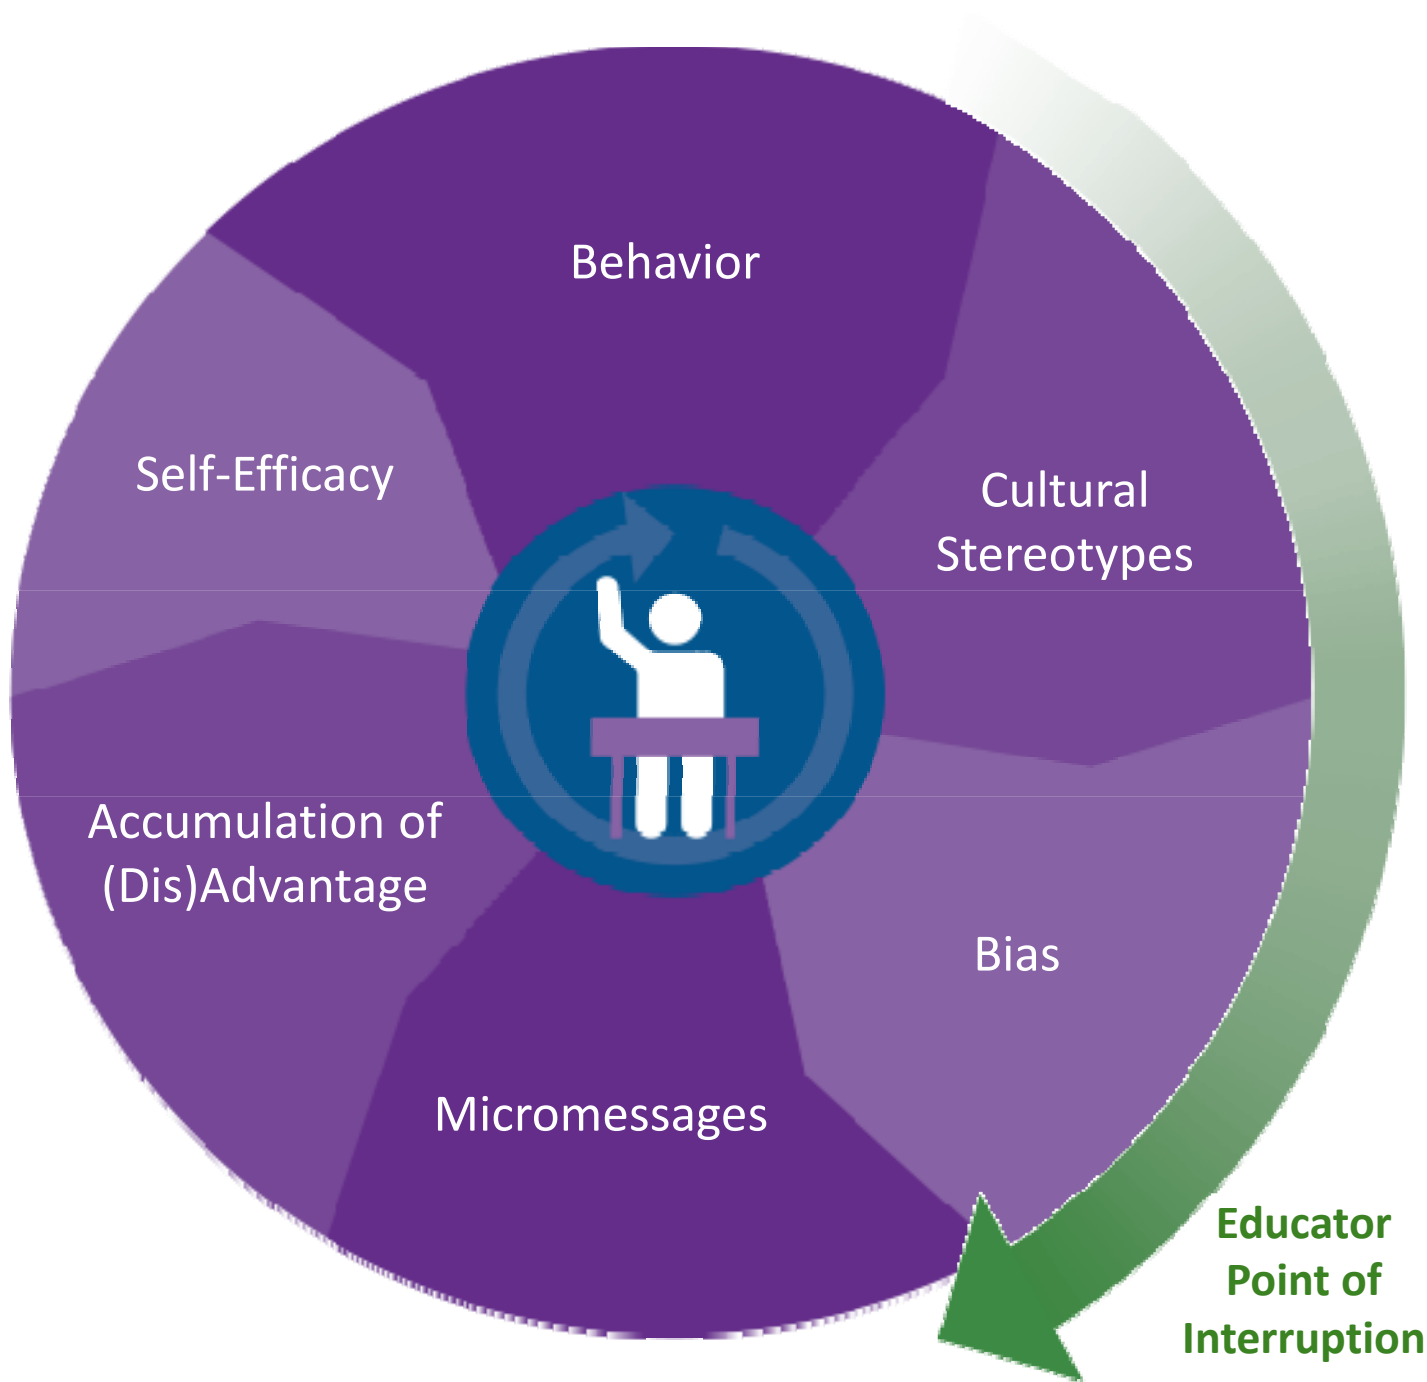 Behavior
Cultural
Stereotypes
Bias
Micromessages
Accumulation of
(Dis)Advantage
Self-Efficacy
Educator
Point of
Interruption